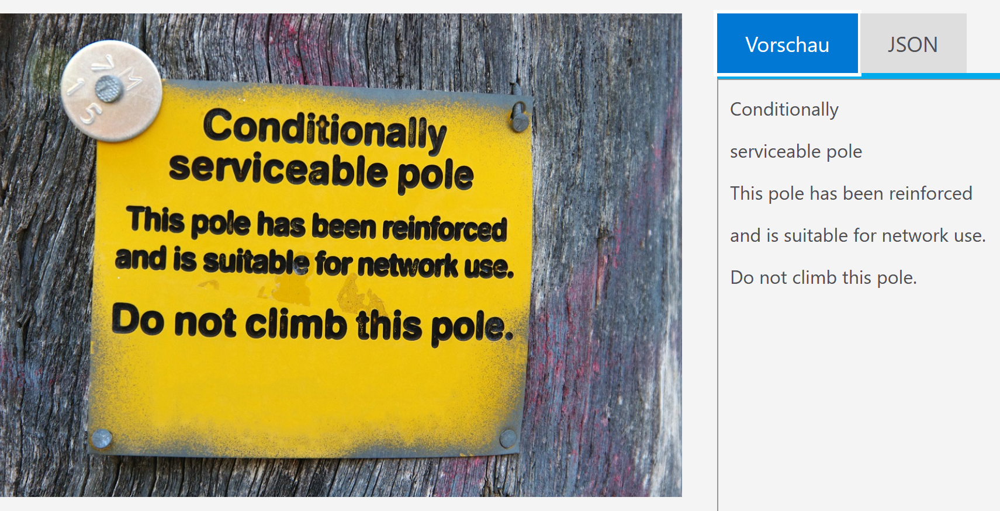 Conditionally
serviceable pole
This pole has been reinforced
and is suitable for network use.
Do not climb this pole.
Vorschau JSON
Conditionally
serviceable pole
This pole has been reinforced
and is suitable for network use.
Do not climb this pole.